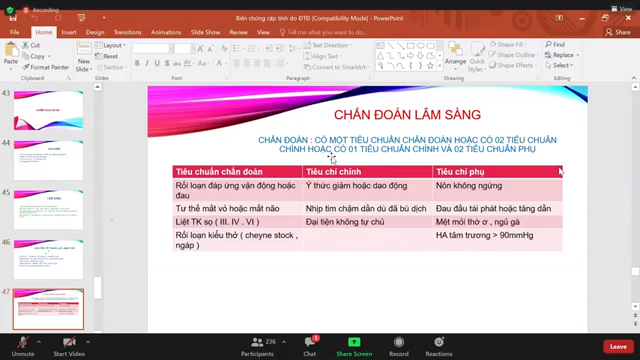 Biến chứng cấp tính do ĐTĐ [Compatibility Mode] - PowerPoint
File Home Insert Design Transitions Animations Slide Show Review View Tell me what you want to do... Share
Cut
Copy
Format Painter
Paste
Layout
Reset
Section
New Slide
Text Direction
Align Text
Convert to SmartArt
Arrange
Quick Styles
Shape Fill
Shape Outline
Shape Effects
Find
Replace
Select
Clipboard Slides Font Paragraph Drawing Editing
43
44
45
46
47
CHẨN ĐOÁN LÂM SÀNG
CHẨN ĐOÁN : CÓ MỘT TIÊU CHUẨN CHẨN ĐOÁN HOẶC CÓ 02 TIÊU CHUẨN
CHÍNH HOẶC CÓ 01 TIÊU CHUẨN CHÍNH VÀ 02 TIÊU CHUẨN PHỤ
Tiêu chuẩn chẩn đoán Tiêu chí chính Tiêu chí phụ
Rối loạn đáp ứng vận động hoặc Ý thức giảm hoặc dao động Nôn không ngừng
đau
Tư thế mất vỏ hoặc mất não Nhịp tim chậm dần dù đã bù dịch Đau đầu tái phát hoặc tăng dần
Liệt TK sọ ( III. IV . VI ) Đại tiện không tự chủ Mệt mỏi thờ ơ , ngủ gà
Rối loạn kiểu thở ( cheyne stock , HA tâm trương > 90mmHg
ngáp )
236 1
Unmute Start Video Participants Chat Share Screen Record Reactions Leave